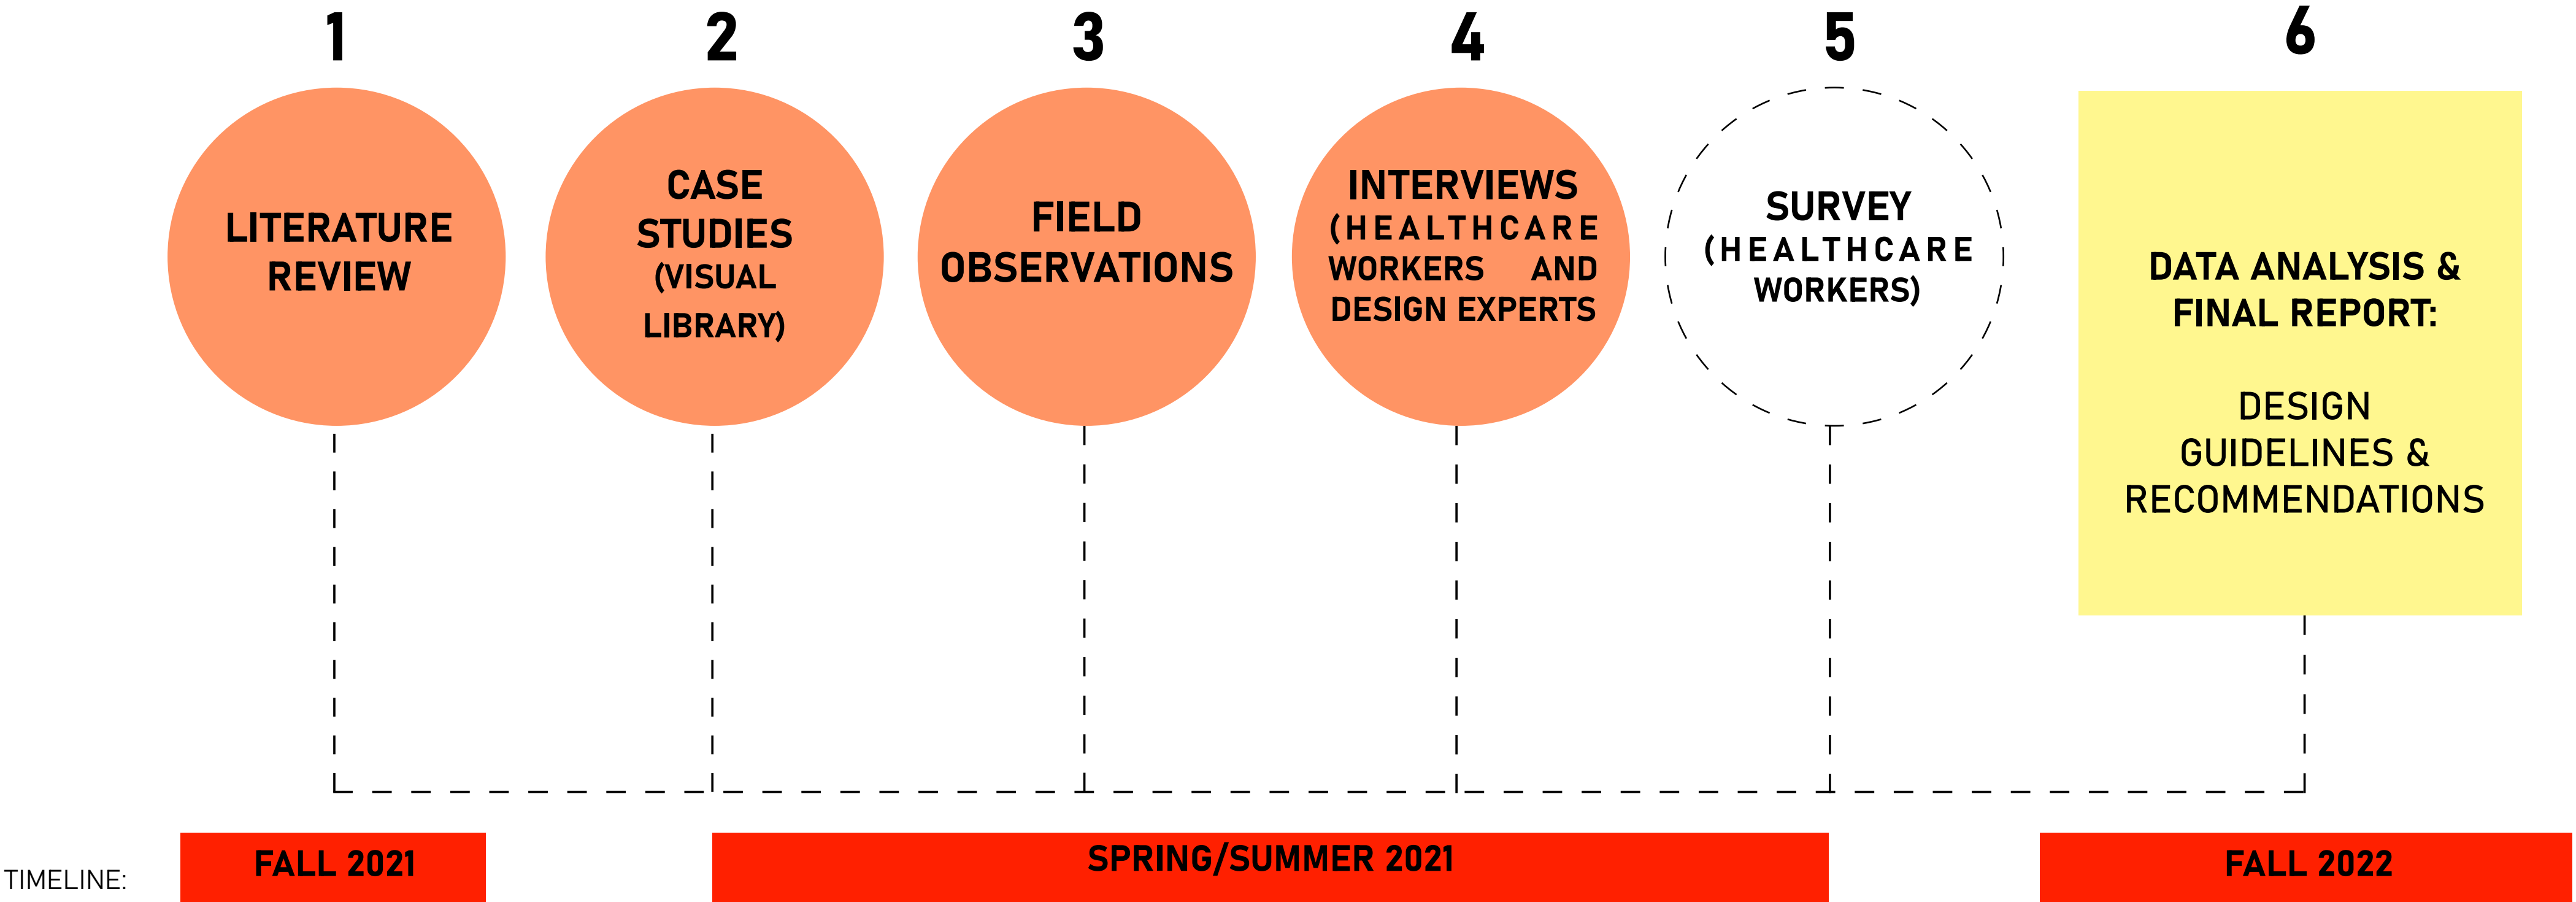 1
2
3
4
5
6
LITERATURE
REVIEW
CASE
STUDIES
(VISUAL
LIBRARY)
FIELD
OBSERVATIONS
INTERVIEWS
(HEALTHCARE
WORKERS AND
DESIGN EXPERTS
SURVEY
(HEALTHCARE
WORKERS)
DATA ANALYSIS &
FINAL REPORT:
DESIGN
GUIDELINES &
RECOMMENDATIONS
TIMELINE:
FALL 2021
SPRING/SUMMER 2021
FALL 2022